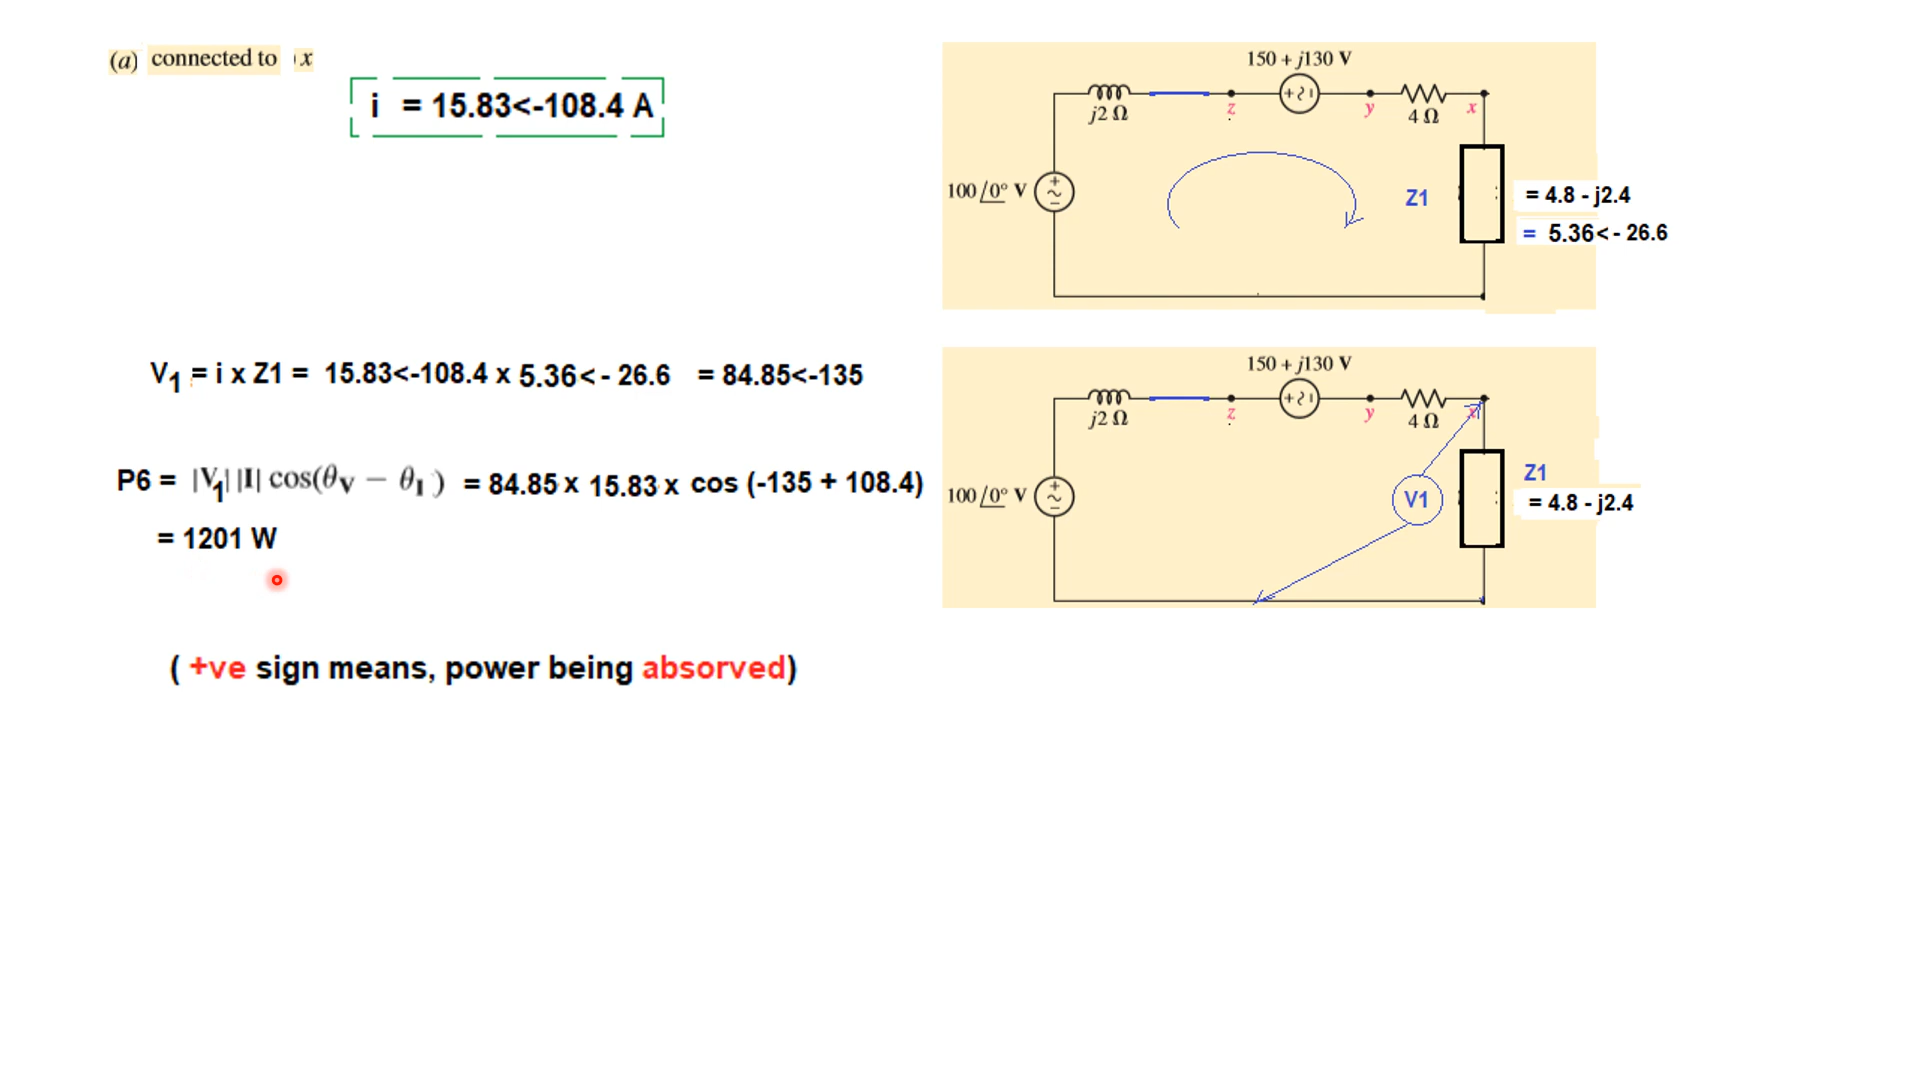 (a) connected to x
i = 15.83<-108.4 A
150 + j130 V
j2 Ω
z
y
4 Ω
x
100/0° V
Z1
= 4.8 - j2.4
= 5.36< - 26.6
V1 = i x Z1 = 15.83<-108.4 x 5.36< - 26.6 = 84.85<-135
P6 = |V1| |I| cos(θV − θI) = 84.85 x 15.83 x cos (-135 + 108.4)
= 1201 W
( +ve sign means, power being absorved)
150 + j130 V
j2 Ω
z
y
4 Ω
x
100/0° V
V1
Z1
= 4.8 - j2.4